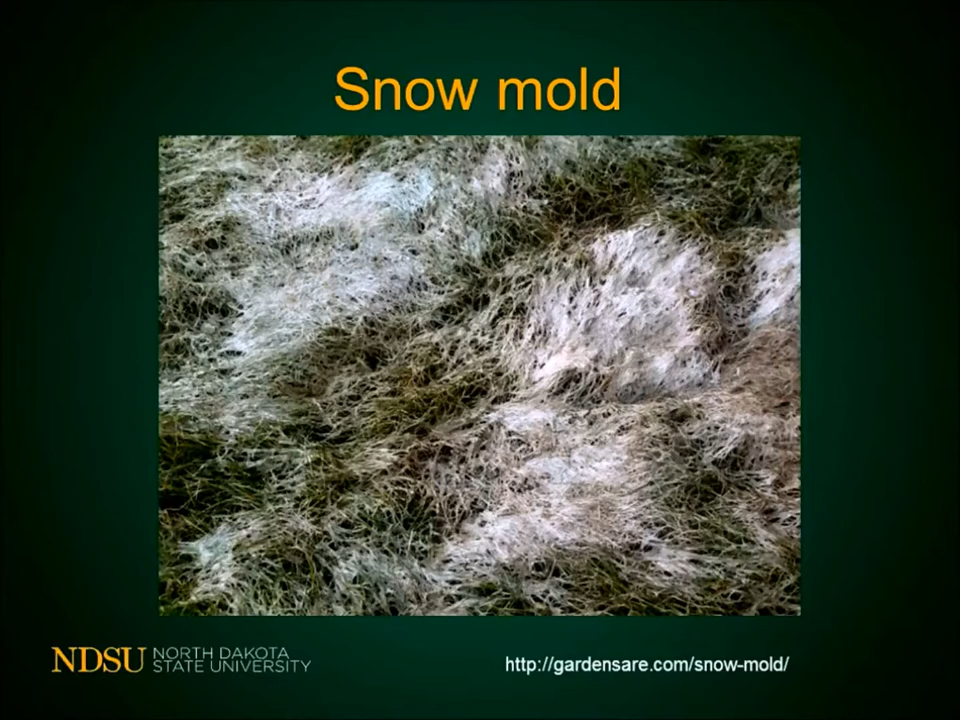 Snow mold
NDSU NORTH DAKOTA
STATE UNIVERSITY
http://gardensare.com/snow-mold/